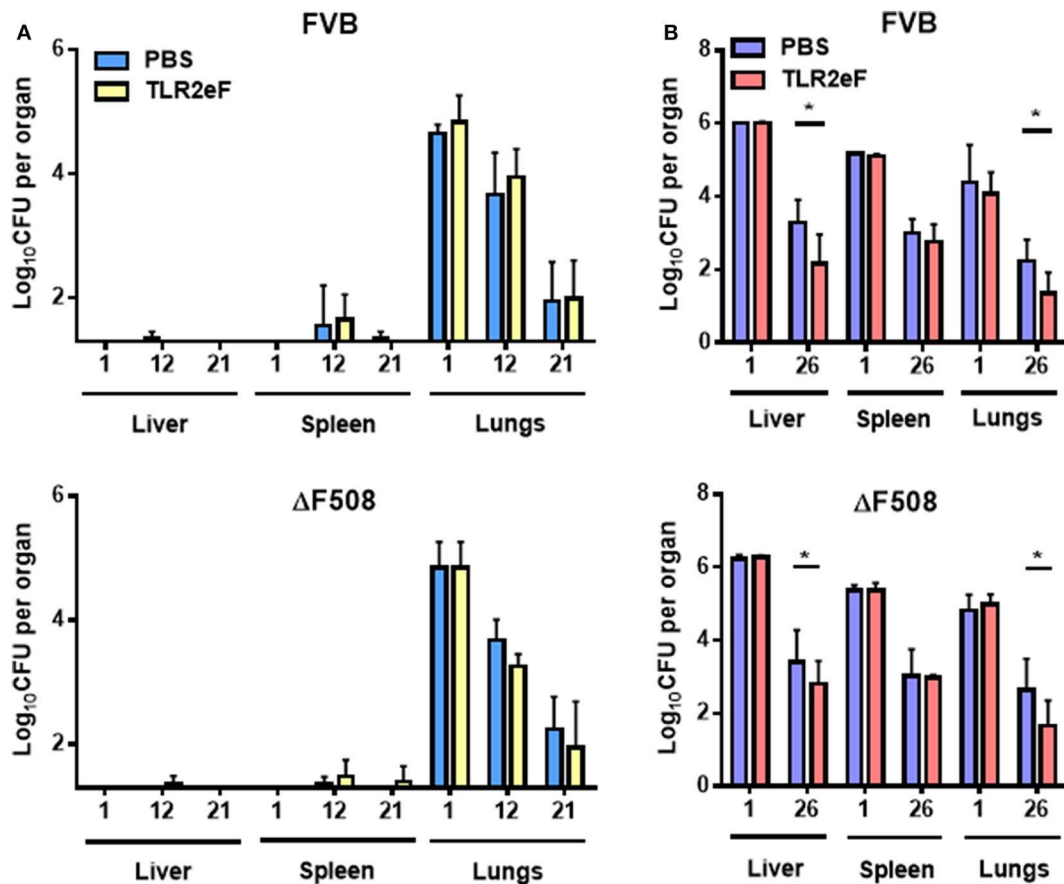 A
FVB
6
PBS
TLR2eF
4
2
Log₁₀CFU per organ
1 12 21 1 12 21 1 12 21
Liver Spleen Lungs
B
FVB
8
PBS
TLR2eF
* *
6
4
2
0
Log₁₀CFU per organ
1 26 1 26 1 26
Liver Spleen Lungs
6
ΔF508
4
2
Log₁₀CFU per organ
1 12 21 1 12 21 1 12 21
Liver Spleen Lungs
8
ΔF508
* *
6
4
2
0
Log₁₀CFU per organ
1 26 1 26 1 26
Liver Spleen Lungs